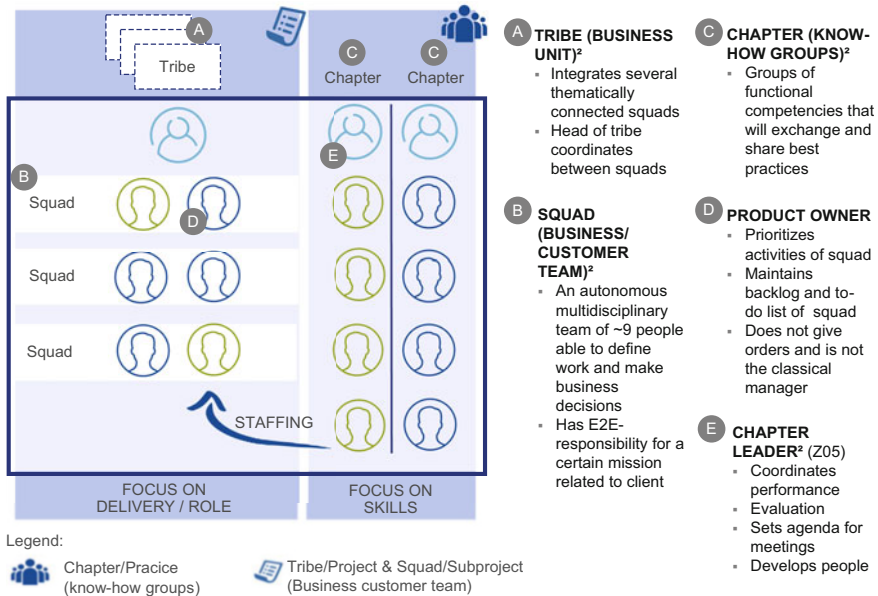 A
Tribe
C
C
Chapter
Chapter
E
B
Squad
D
Squad
Squad
STAFFING
FOCUS ON
DELIVERY / ROLE
FOCUS ON
SKILLS
Legend:
Chapter/Pracice
(know-how groups)
Tribe/Project & Squad/Subproject
(Business customer team)
A
TRIBE (BUSINESS
UNIT)²
▪ Integrates several
thematically
connected squads
▪ Head of tribe
coordinates
between squads
B
SQUAD
(BUSINESS/
CUSTOMER
TEAM)²
▪ An autonomous
multidisciplinary
team of ~9 people
able to define
work and make
business
decisions
▪ Has E2E-
responsibility for a
certain mission
related to client
C
CHAPTER (KNOW-
HOW GROUPS)²
▪ Groups of
functional
competencies that
will exchange and
share best
practices
D
PRODUCT OWNER
▪ Prioritizes
activities of squad
▪ Maintains
backlog and to-
do list of squad
▪ Does not give
orders and is not
the classical
manager
E
CHAPTER
LEADER² (Z05)
▪ Coordinates
performance
▪ Evaluation
▪ Sets agenda for
meetings
▪ Develops people